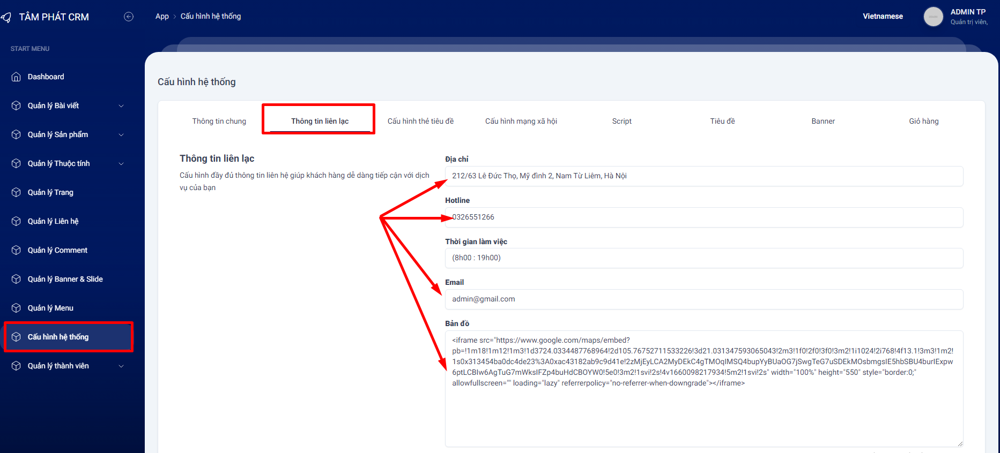 TÂM PHÁT CRM
App > Cấu hình hệ thống
Vietnamese
ADMIN TP
Quản trị viên,
START MENU
Dashboard
Quản lý Bài viết
Quản lý Sản phẩm
Quản lý Thuộc tính
Quản lý Trang
Quản lý Liên hệ
Quản lý Comment
Quản lý Banner & Slide
Quản lý Menu
Cấu hình hệ thống
Quản lý thành viên
Cấu hình hệ thống
Thông tin chung
Thông tin liên lạc
Cấu hình thẻ tiêu đề
Cấu hình mạng xã hội
Script
Tiêu đề
Banner
Giỏ hàng
Thông tin liên lạc
Cấu hình đầy đủ thông tin liên hệ giúp khách hàng dễ dàng tiếp cận với dịch
vụ của bạn
Địa chỉ
212/63 Lê Đức Thọ, Mỹ đình 2, Nam Từ Liêm, Hà Nội
Hotline
0326551266
Thời gian làm việc
(8h00 : 19h00)
Email
admin@gmail.com
Bản đồ
<iframe src="https://www.google.com/maps/embed?
pb=!1m18!1m12!1m3!1d3724.0334487768964!2d105.76752711533226!3d21.031347593065043!2m3!1f0!2f0!3f0!3m2!1i1024!2i768!4f13.1!3m3!1m2!
1s0x313454ba0dc4de23%3A0xac43182ab9c9d41e!2zMjEyLCA2MyDEkC4gTMOqIMSQ4bupYyBUaOG7jSwgTeG7uSDEkMOsbmgsIE5hbSBU4burIExpw
6ptLCBIw6AgTuG7mWksIFZp4buHdCBOYW0!5e0!3m2!1svi!2s!4v1660098217934!5m2!1svi!2s" width="100%" height="550" style="border:0;"
allowfullscreen="" loading="lazy" referrerpolicy="no-referrer-when-downgrade"></iframe>